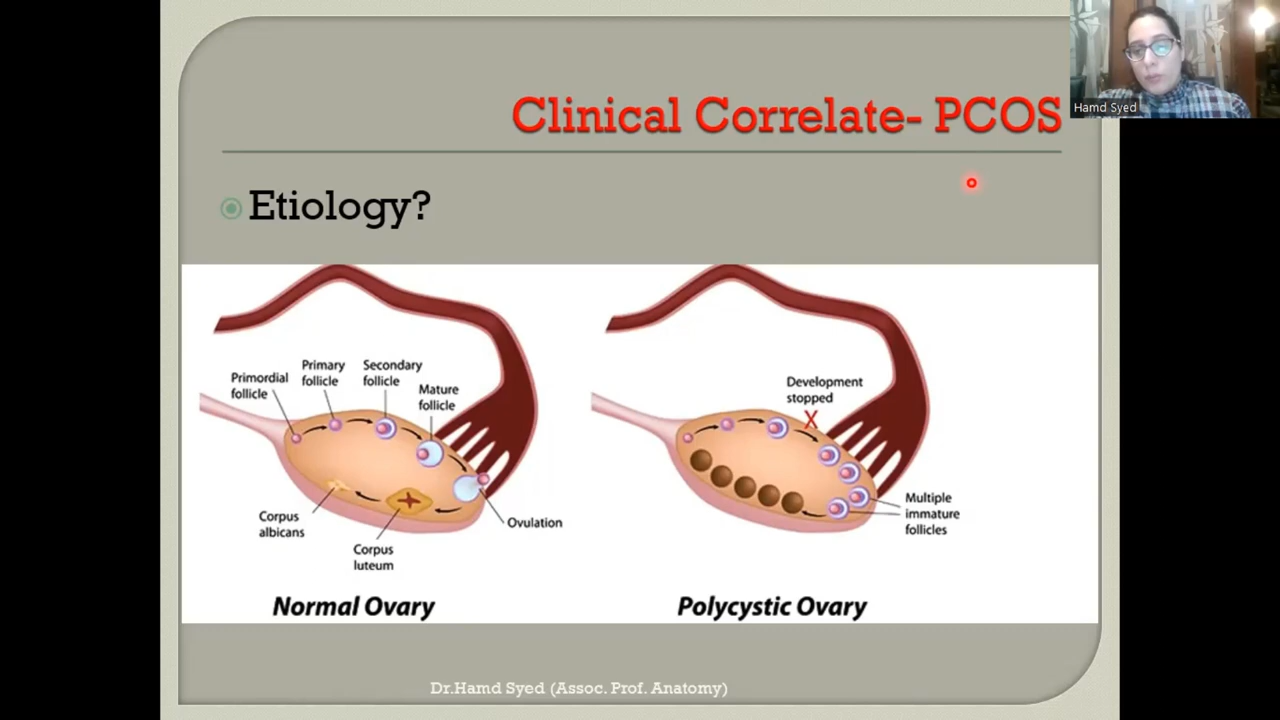 Clinical Correlate- PCOS
Hamd Syed
Etiology?
Primordial
follicle
Primary
follicle
Secondary
follicle
Mature
follicle
Corpus
albicans
Corpus
luteum
Ovulation
Normal Ovary
Development
stopped
X
Multiple
immature
follicles
Polycystic Ovary
Dr.Hamd Syed (Assoc. Prof. Anatomy)